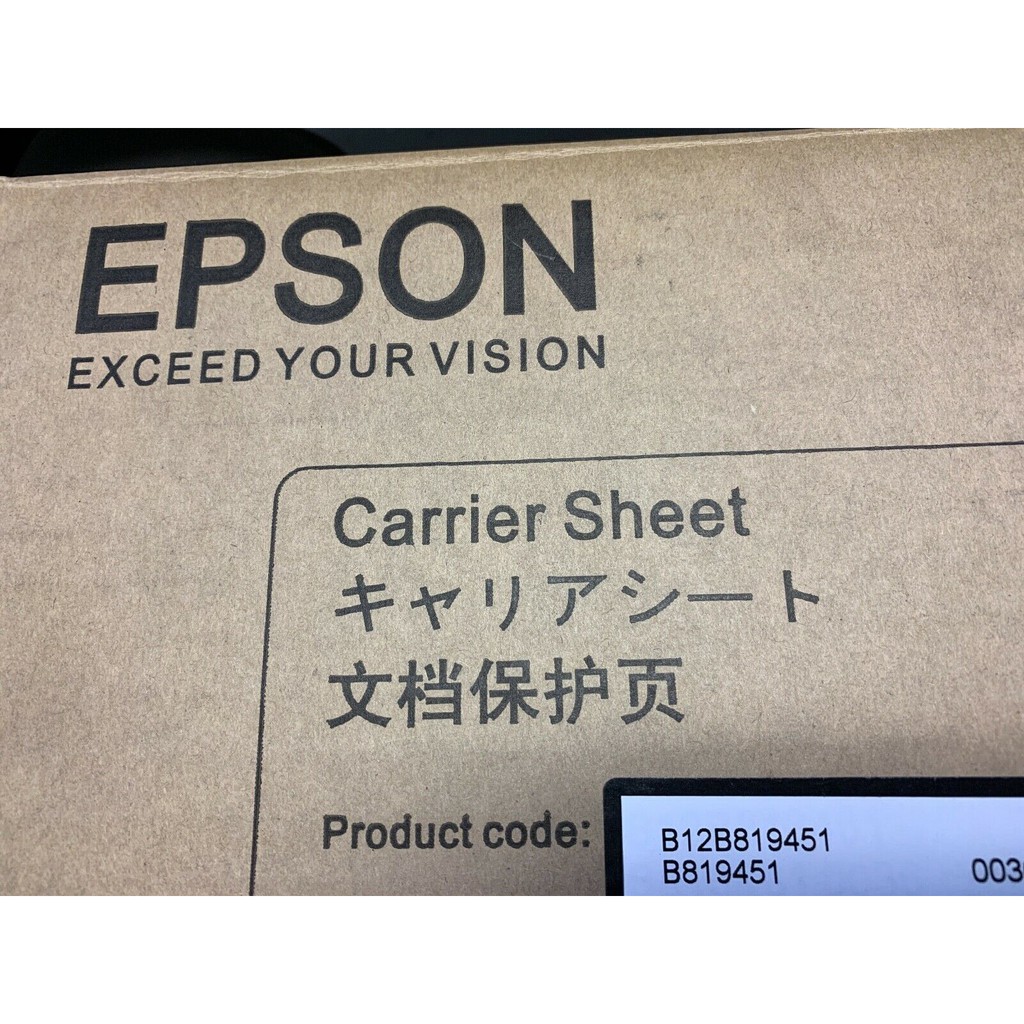 EPSON
EXCEED YOUR VISION
Carrier Sheet
キャリアシート
文档保护页
Product code:
B12B819451
B819451